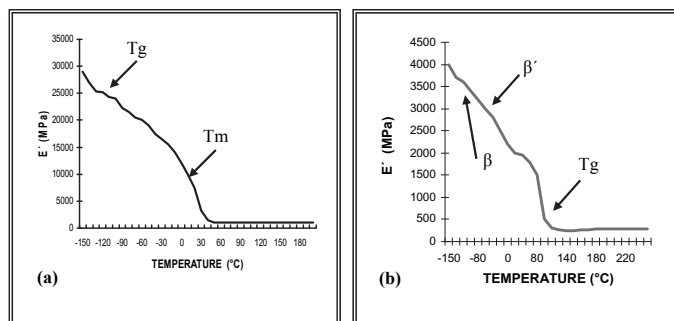 Tg
Tm
35000
30000
25000
20000
15000
10000
5000
0
E´ (MPa)
-150 -120 -90 -60 -30 0 30 60 90 120 150 180
TEMPERATURE (°C)
(a)
β´
β
Tg
4500
4000
3500
3000
2500
2000
1500
1000
500
0
E´ (MPa)
-150 -80 0 80 140 220
TEMPERATURE (°C)
(b)